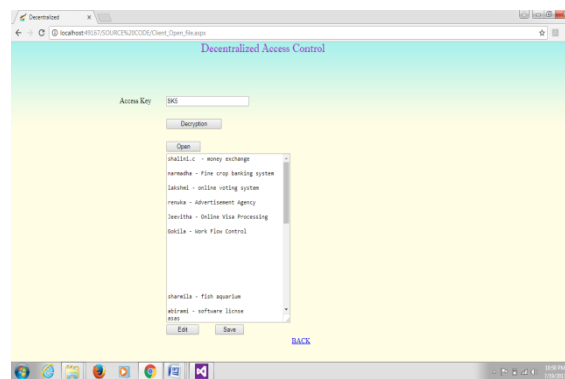 Decentralized
localhost:49167/SOURCE%20CODE/Client_Open_file.aspx
Decentralized Access Control
Access Key
SKS
Decryption
Open
shalini.c - money exchange
narmadha - Fine crop banking system
lakshmi - online voting system
renuka - Advertisement Agency
Jeevitha - Online Visa Processing
Gokila - Work Flow Control
sharmila - fish aquarium
abirami - software licnse
asas
Edit Save
BACK